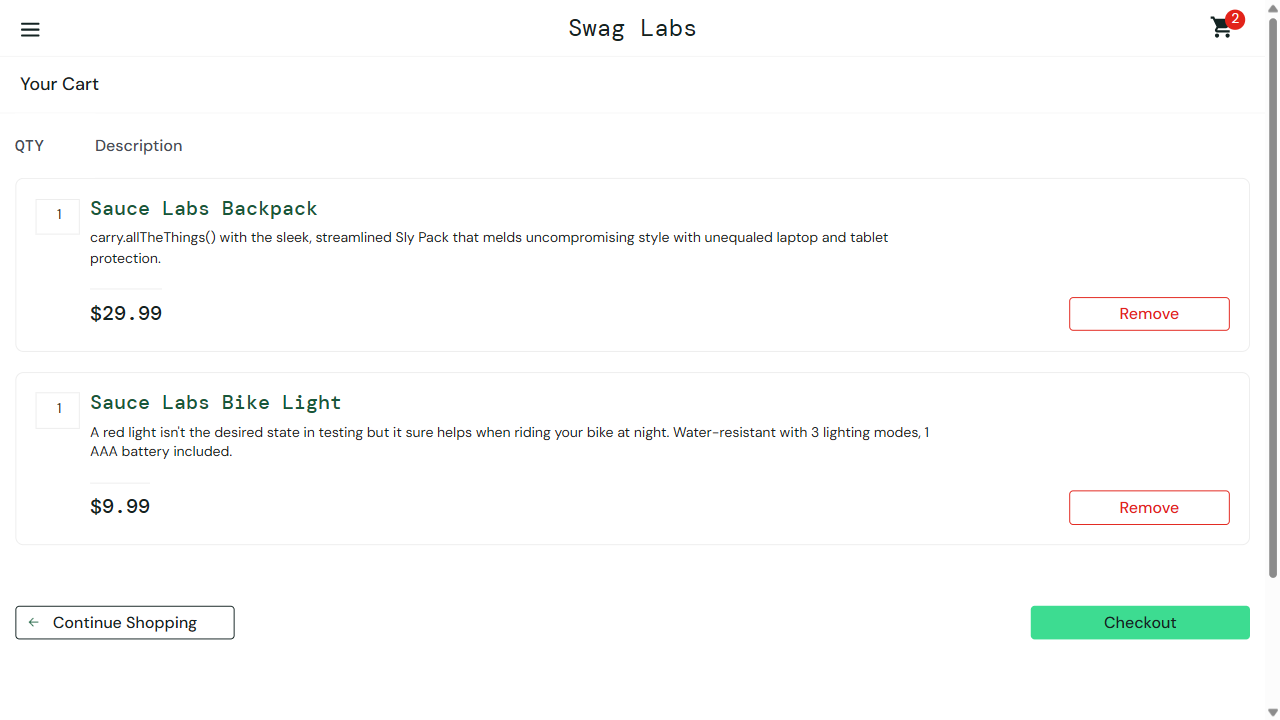 Swag Labs
2
Your Cart
QTY Description
1
Sauce Labs Backpack
carry.allTheThings() with the sleek, streamlined Sly Pack that melds uncompromising style with unequaled laptop and tablet
protection.
$29.99
Remove
1
Sauce Labs Bike Light
A red light isn't the desired state in testing but it sure helps when riding your bike at night. Water-resistant with 3 lighting modes, 1
AAA battery included.
$9.99
Remove
Continue Shopping
Checkout